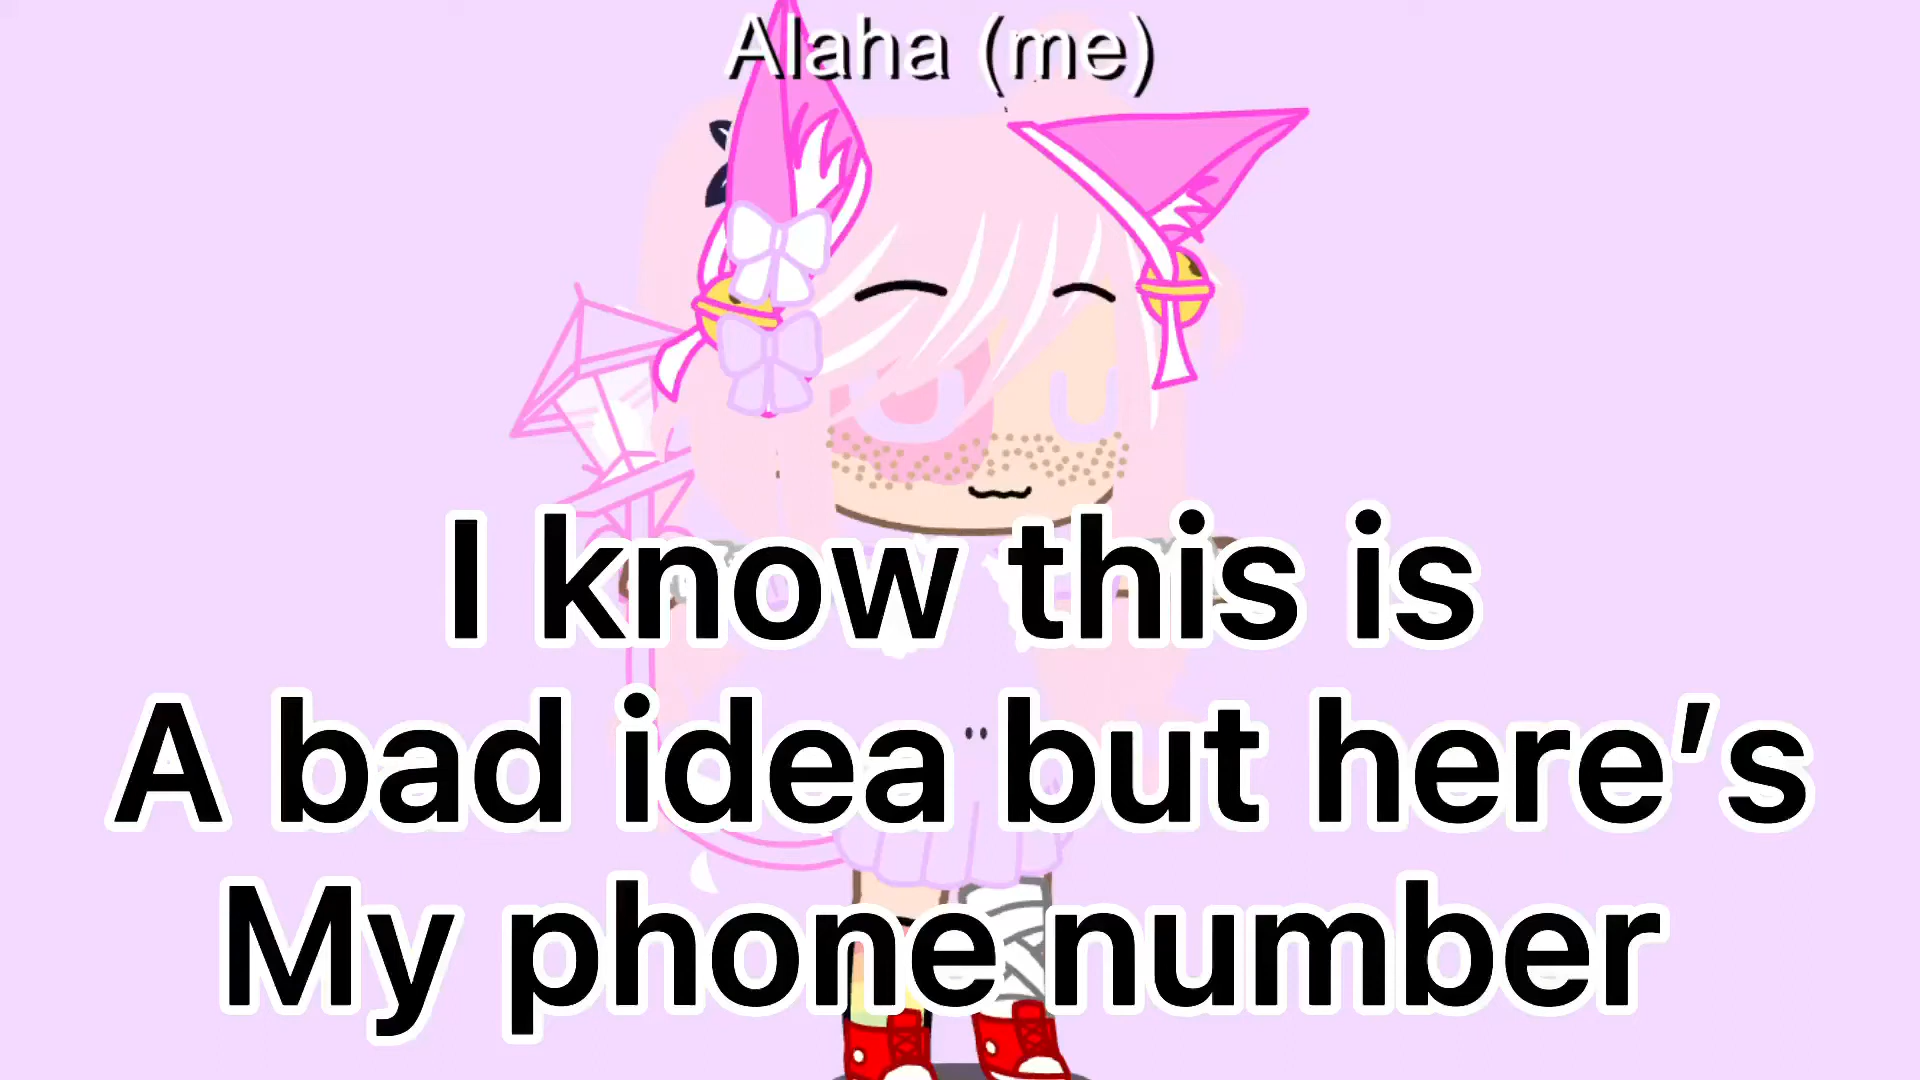 Alaha (me)
I know this is
A bad idea but here’s
My phone number